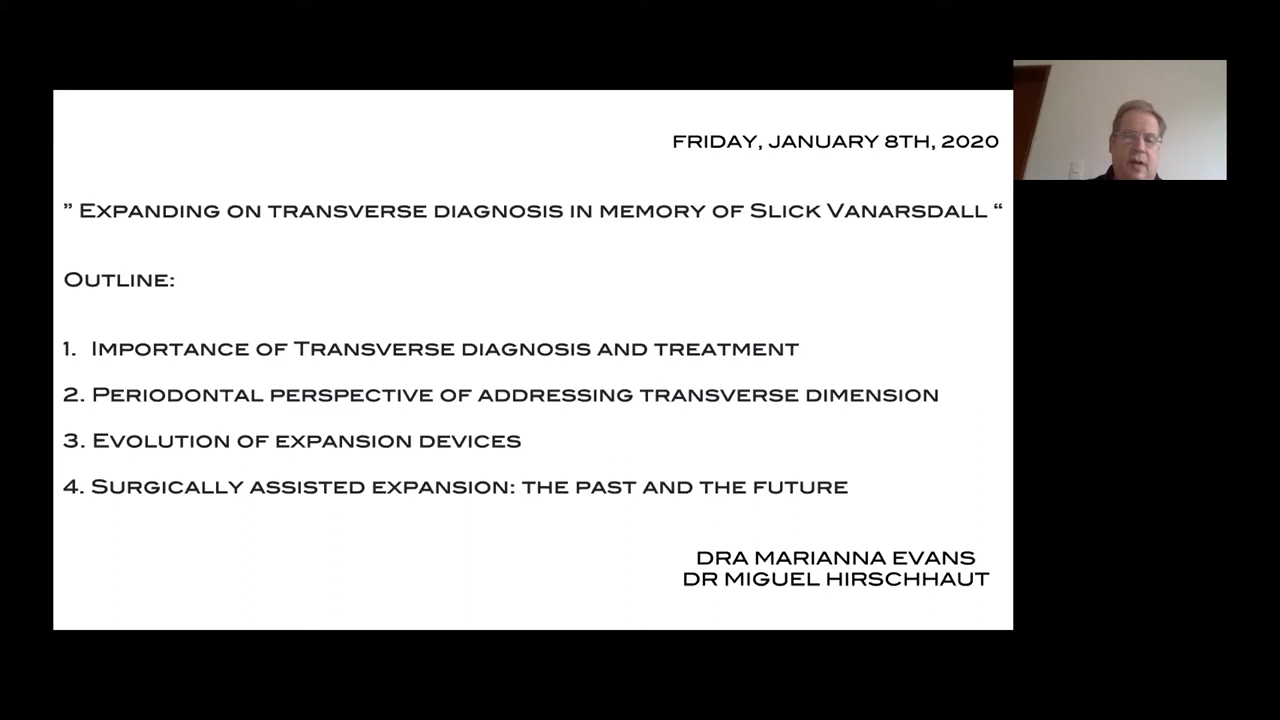 FRIDAY, JANUARY 8TH, 2020
” EXPANDING ON TRANSVERSE DIAGNOSIS IN MEMORY OF SLICK VANARSDALL “
OUTLINE:
1. IMPORTANCE OF TRANSVERSE DIAGNOSIS AND TREATMENT
2. PERIODONTAL PERSPECTIVE OF ADDRESSING TRANSVERSE DIMENSION
3. EVOLUTION OF EXPANSION DEVICES
4. SURGICALLY ASSISTED EXPANSION: THE PAST AND THE FUTURE
DRA MARIANNA EVANS
DR MIGUEL HIRSCHHAUT